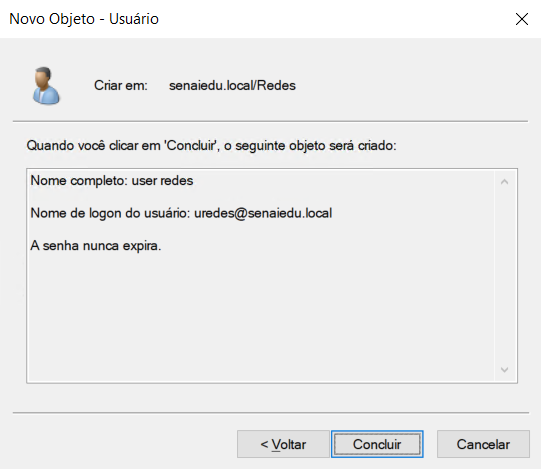 Novo Objeto - Usuário
Criar em: senaiedu.local/Redes
Quando você clicar em 'Concluir', o seguinte objeto será criado:
Nome completo: user redes
Nome de logon do usuário: uredes@senaiedu.local
A senha nunca expira.
< Voltar Concluir Cancelar